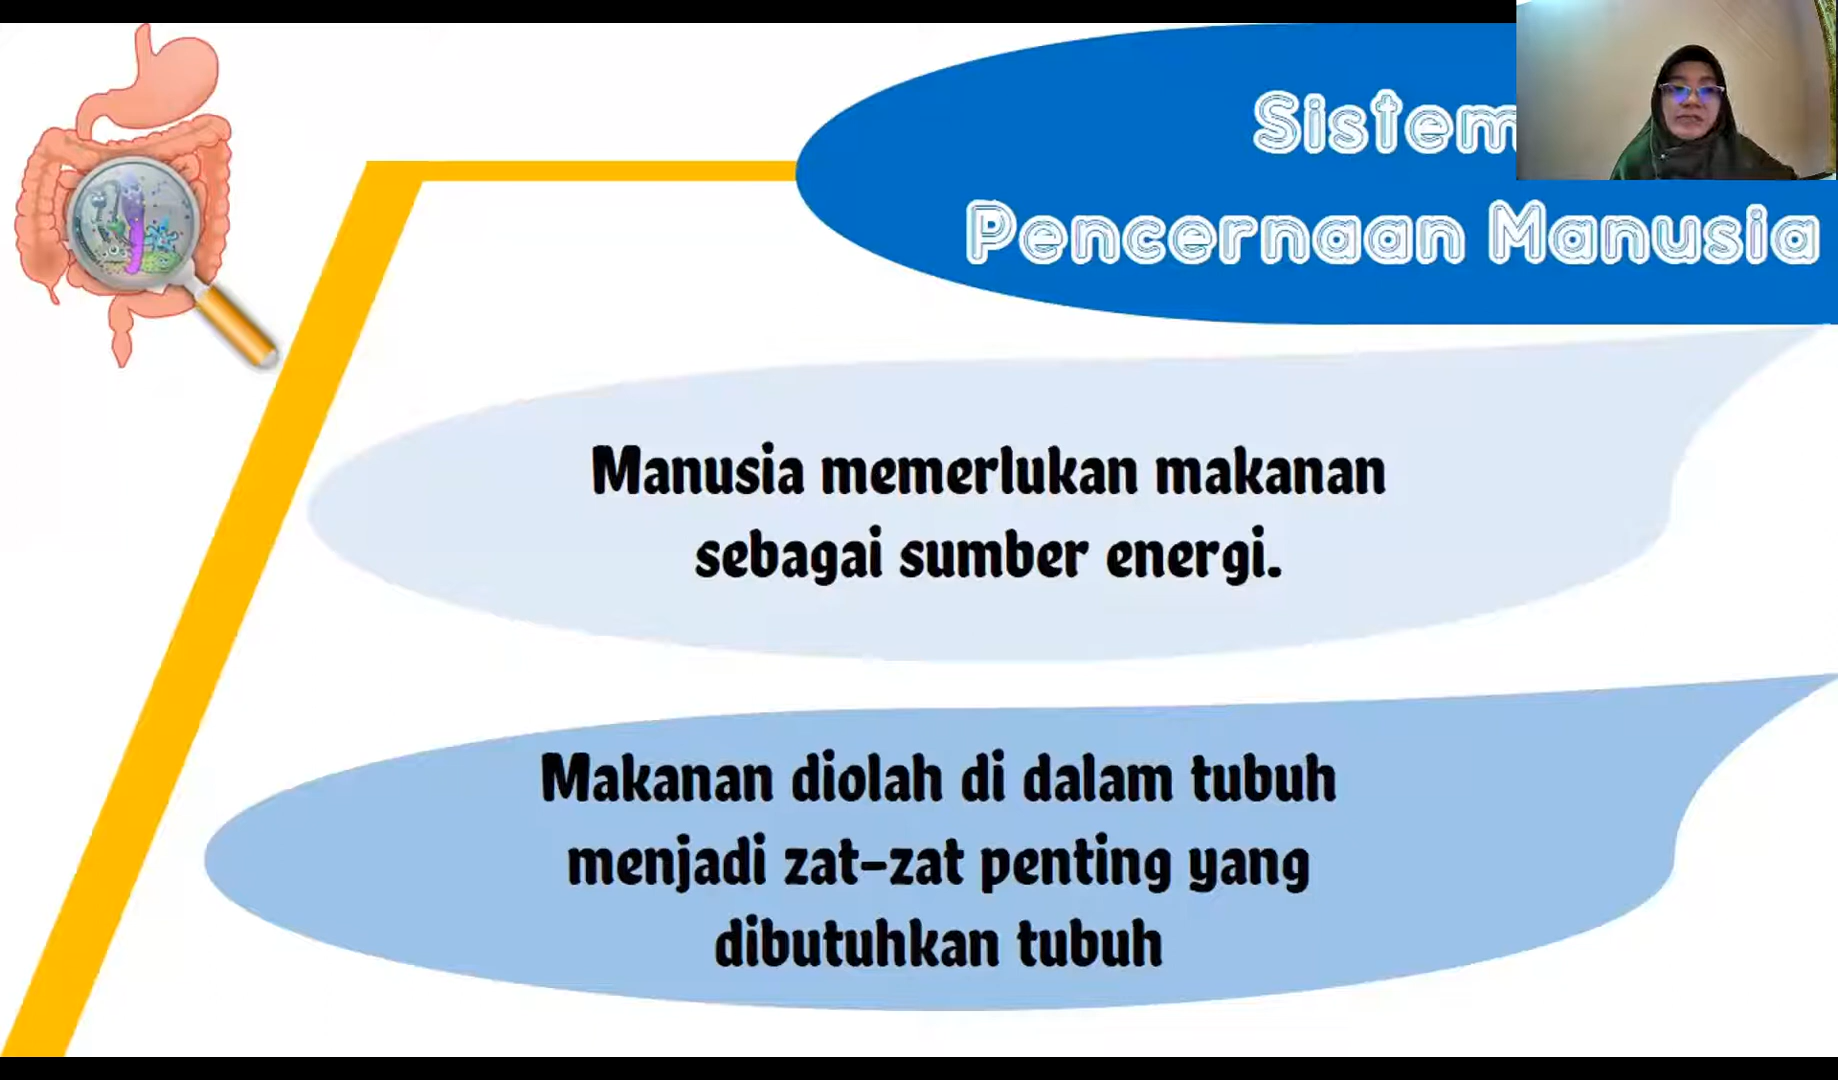 Sistem
Pencernaan Manusia
Manusia memerlukan makanan
sebagai sumber energi.
Makanan diolah di dalam tubuh
menjadi zat-zat penting yang
dibutuhkan tubuh